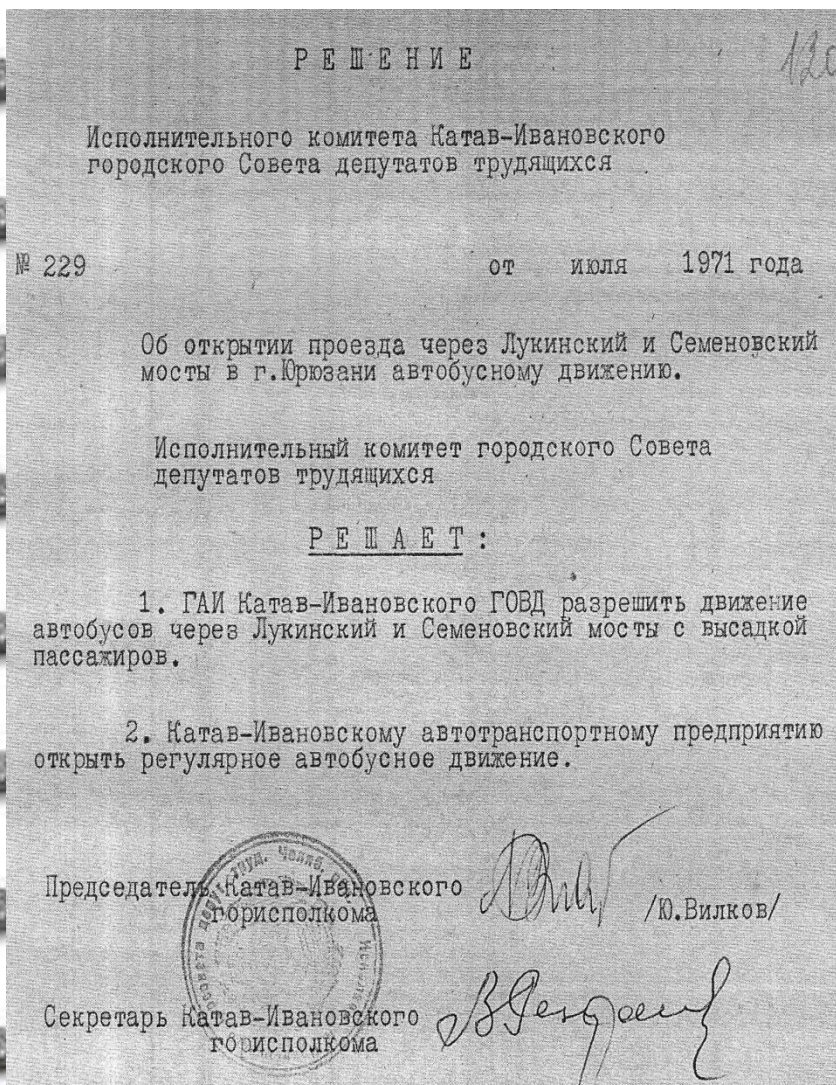 РЕШЕНИЕ
Исполнительного комитета Катав-Ивановского
городского Совета депутатов трудящихся
№ 229 от июля 1971 года
Об открытии проезда через Лукинский и Семеновский
мосты в г.Юрюзани автобусному движению.
Исполнительный комитет городского Совета
депутатов трудящихся
РЕШАЕТ:
1. ГАИ Катав-Ивановского ГОВД разрешить движение
автобусов через Лукинский и Семеновский мосты с высадкой
пассажиров.
2. Катав-Ивановскому автотранспортному предприятию
открыть регулярное автобусное движение.
Председатель Катав-Ивановского
горисполкома /Ю.Вилков/
Секретарь Катав-Ивановского
горисполкома